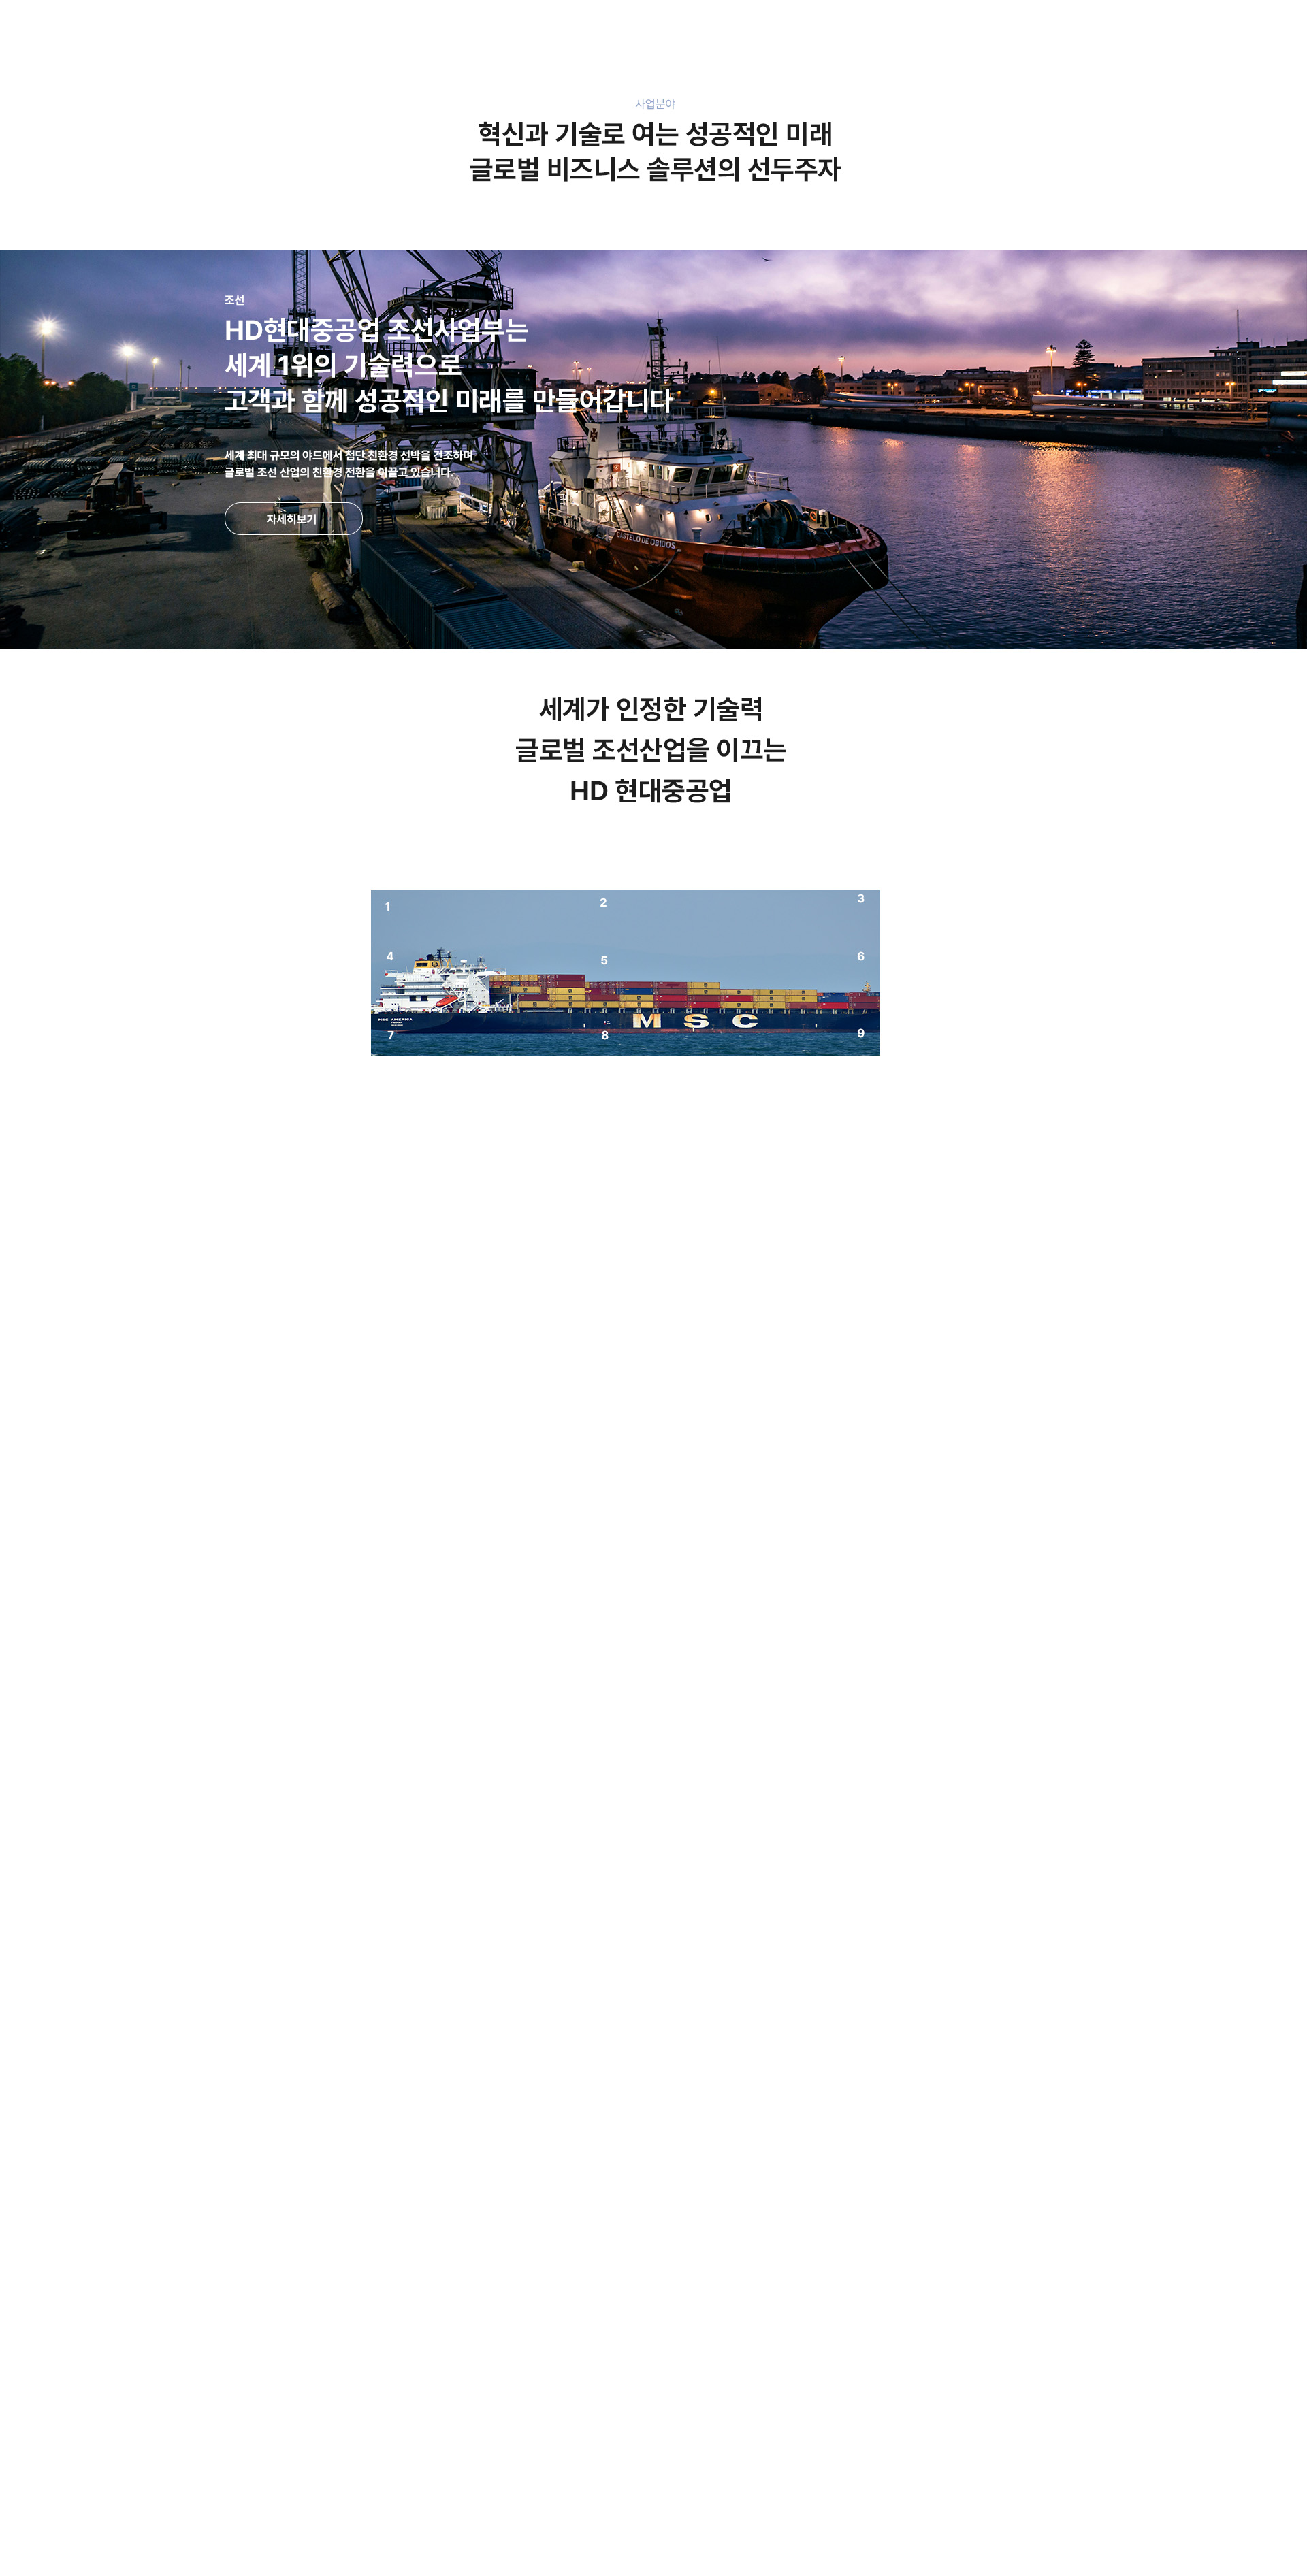 사업분야
혁신과 기술로 여는 성공적인 미래
글로벌 비즈니스 솔루션의 선두주자
조선
HD현대중공업 조선사업부는
세계 1위의 기술력으로
고객과 함께 성공적인 미래를 만들어갑니다
세계 최대 규모의 야드에서 첨단 친환경 선박을 건조하며
글로벌 조선 산업의 친환경 전환을 이끌고 있습니다.
자세히보기
CASTELO DE OBIDOS
세계가 인정한 기술력
글로벌 조선산업을 이끄는
HD 현대중공업
1 2 3
4 5 6
MSC AMERICA
M S C
7 8 9